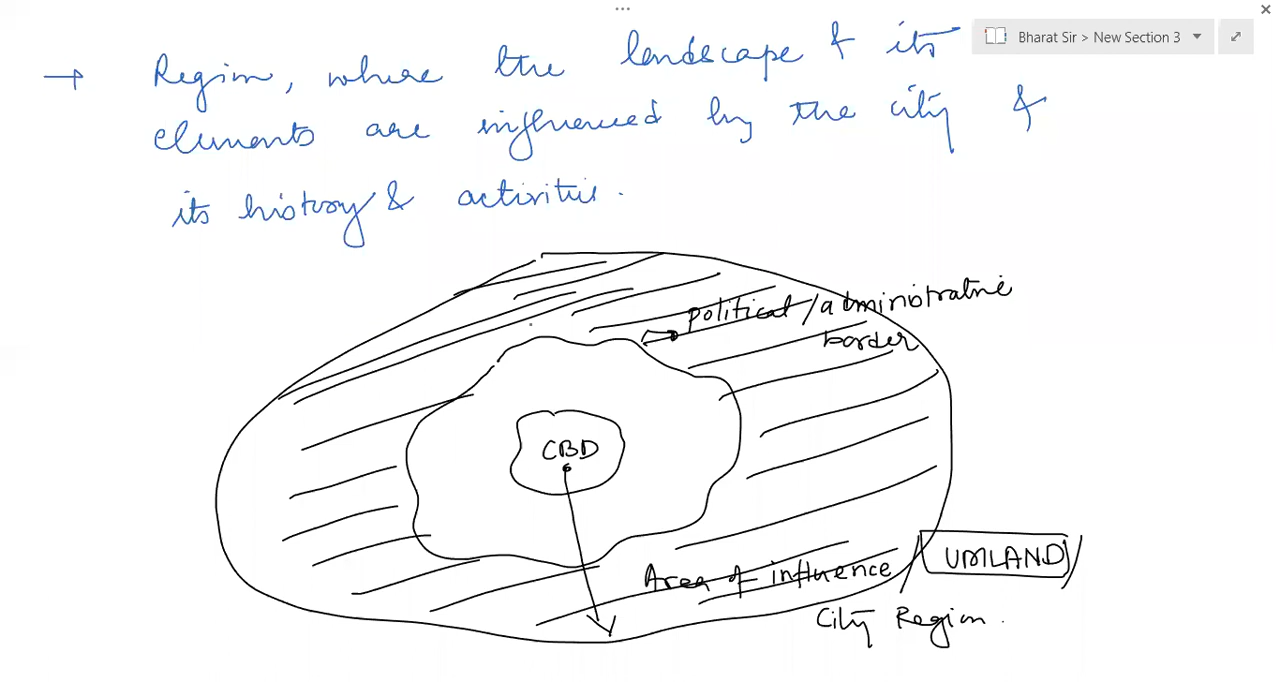 Bharat Sir > New Section 3
→ Region, where the landscape & its
elements are influenced by the city &
its history & activities.
political/administrative
border
CBD
Area of influence / UMLAND /
City Region.